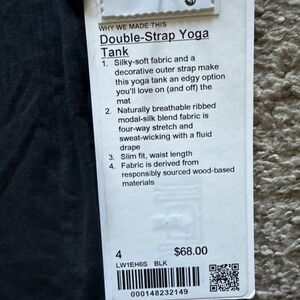 WHY WE MADE THIS
Double-Strap Yoga
Tank
1. Silky-soft fabric and a
decorative outer strap make
this yoga tank an edgy option
you'll love on (and off) the
mat
2. Naturally breathable ribbed
modal-silk blend fabric is
four-way stretch and
sweat-wicking with a fluid
drape
3. Slim fit, waist length
4. Fabric is derived from
responsibly sourced wood-based
materials
4 $68.00
LW1EH6S BLK
000148232149